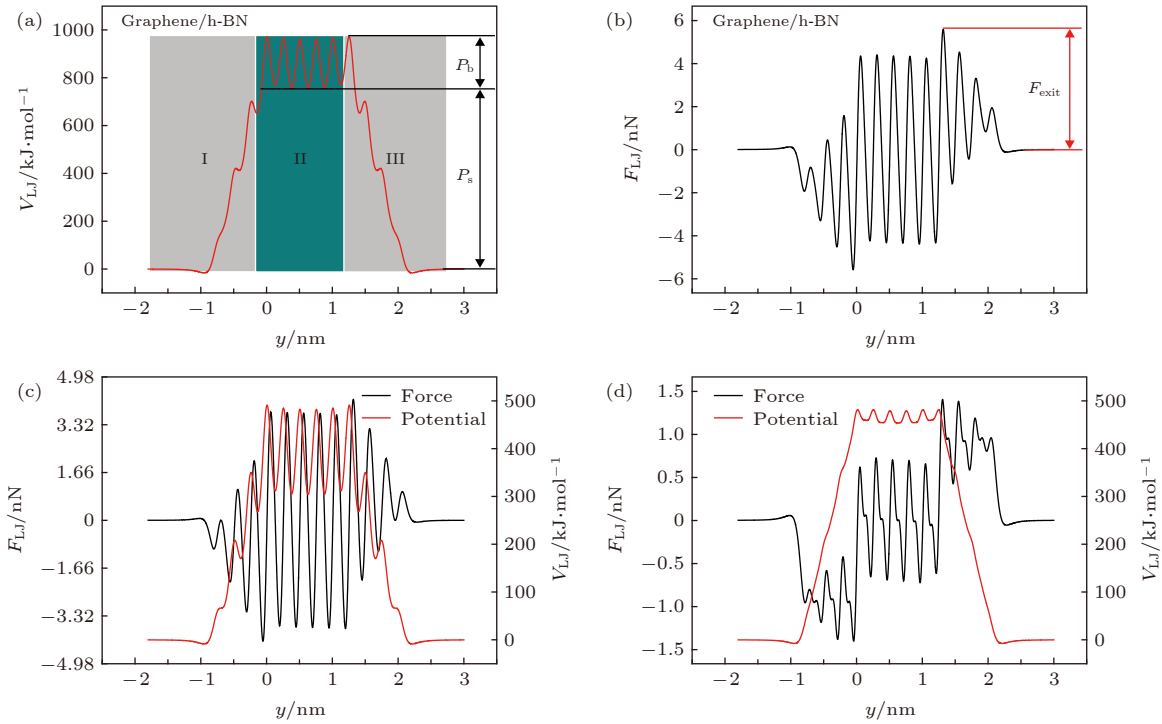 (a)
Graphene/h-BN
1000
800
600
400
200
0
V_LJ/kJ·mol⁻¹
I
II
III
P_b
P_s
−2
−1
0
1
2
3
y/nm
(b)
Graphene/h-BN
6
4
2
0
−2
−4
−6
F_LJ/nN
F_exit
−2
−1
0
1
2
3
y/nm
(c)
4.98
3.32
1.66
0
−1.66
−3.32
−4.98
F_LJ/nN
Force
Potential
500
400
300
200
100
0
V_LJ/kJ·mol⁻¹
−2
−1
0
1
2
3
y/nm
(d)
1.5
1.0
0.5
0
−0.5
−1.0
−1.5
F_LJ/nN
Force
Potential
500
400
300
200
100
0
V_LJ/kJ·mol⁻¹
−2
−1
0
1
2
3
y/nm